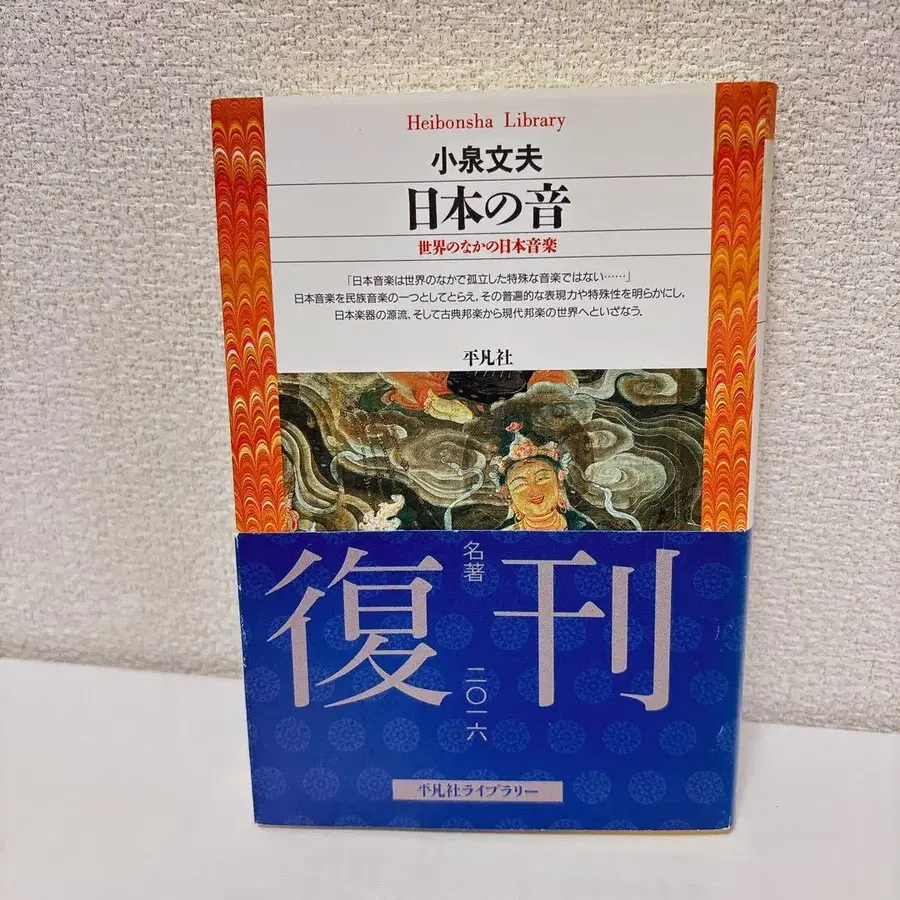 Heibonsha Library
小泉文夫
日本の音
世界のなかの日本音楽
「日本音楽は世界のなかで孤立した特殊な音楽ではない……」
日本音楽を民族音楽の一つとしてとらえ、その普遍的な表現力や特殊性を明らかにし、
日本楽器の源流、そして古典邦楽から現代邦楽の世界へといざなう。
平凡社
名著
復刊
二〇一六
平凡社ライブラリー